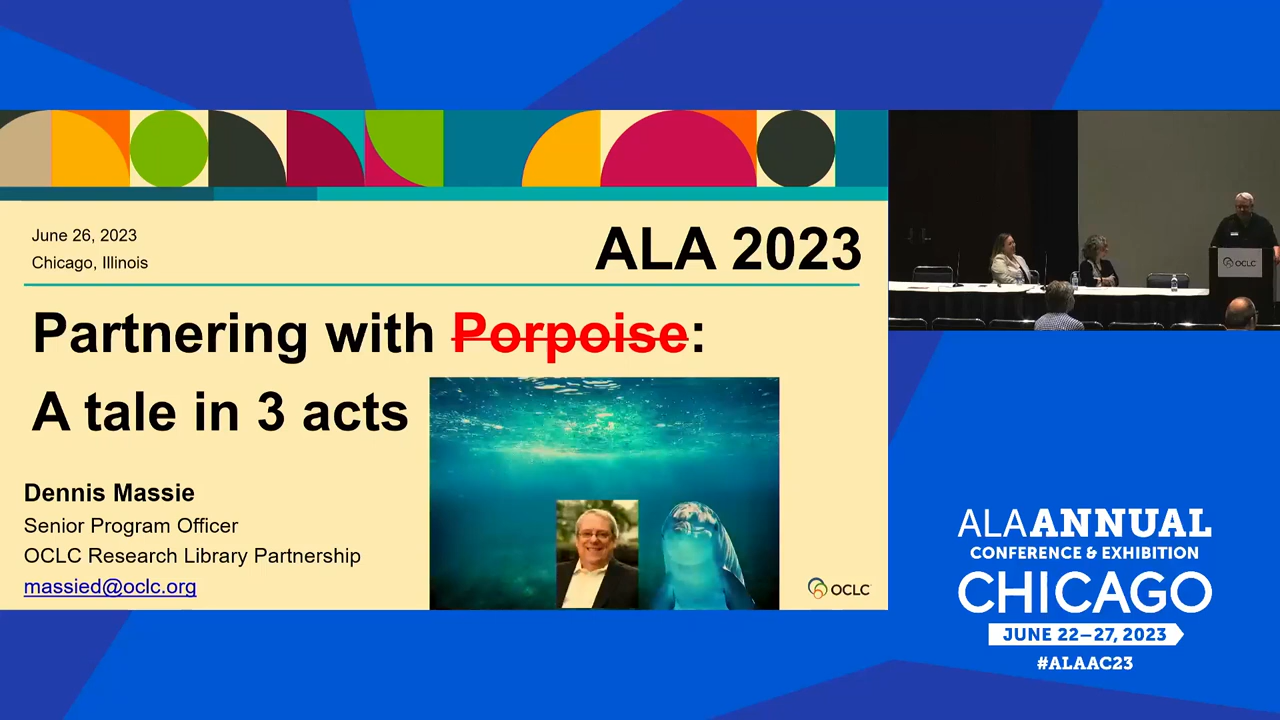 June 26, 2023
Chicago, Illinois
ALA 2023
Partnering with Porpoise:
A tale in 3 acts
Dennis Massie
Senior Program Officer
OCLC Research Library Partnership
massied@oclc.org
OCLC
OCLC
ALA ANNUAL
CONFERENCE & EXHIBITION
CHICAGO
JUNE 22–27, 2023
#ALAAC23